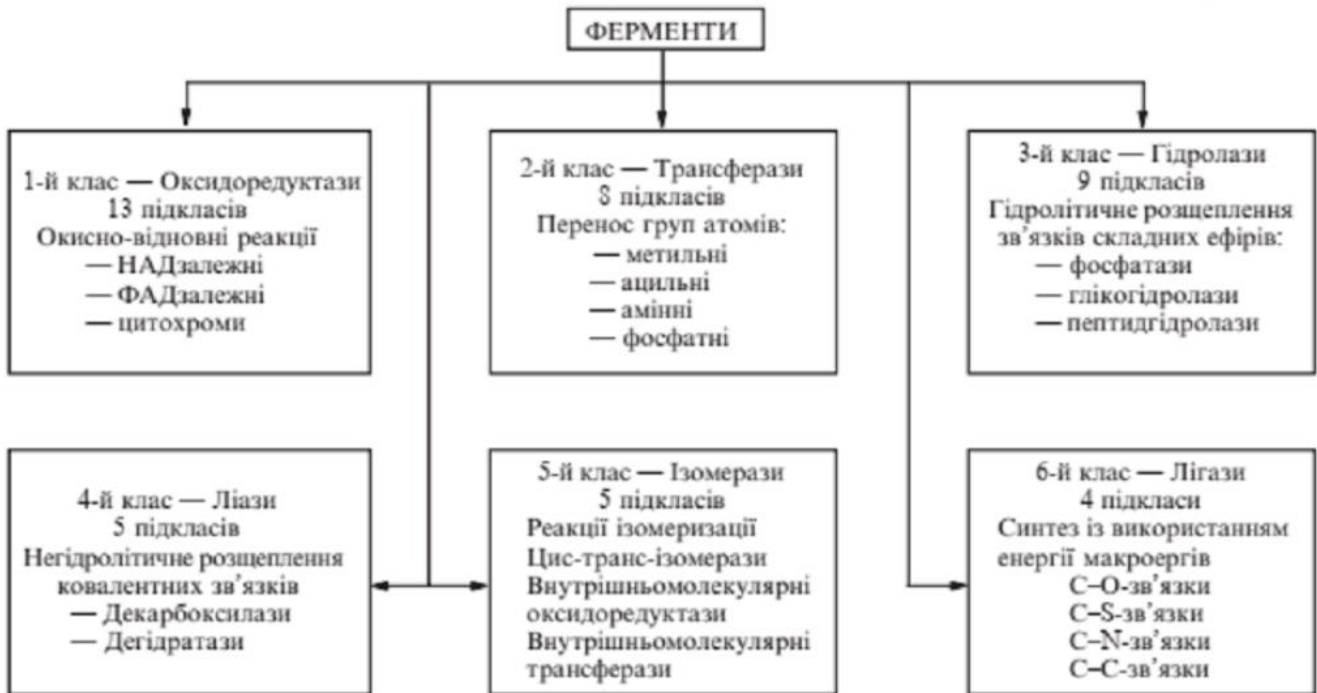 ФЕРМЕНТИ
1-й клас — Оксидоредуктази
13 підкласів
Окисно-відновні реакції
— НАДзалежні
— ФАДзалежні
— цитохроми
2-й клас — Трансферази
8 підкласів
Перенос груп атомів:
— метильні
— ацильні
— амінні
— фосфатні
3-й клас — Гідролази
9 підкласів
Гідролітичне розщеплення
зв’язків складних ефірів:
— фосфатази
— глікогідролази
— пептидгідролази
4-й клас — Ліази
5 підкласів
Негідролітичне розщеплення
ковалентних зв’язків
— Декарбоксилази
— Дегідратази
5-й клас — Ізомерази
5 підкласів
Реакції ізомеризації
Цис-транс-ізомерази
Внутрішньомолекулярні
оксидоредуктази
Внутрішньомолекулярні
трансферази
6-й клас — Лігази
4 підкласи
Синтез із використанням
енергії макроергів
C–O-зв’язки
C–S-зв’язки
C–N-зв’язки
C–C-зв’язки